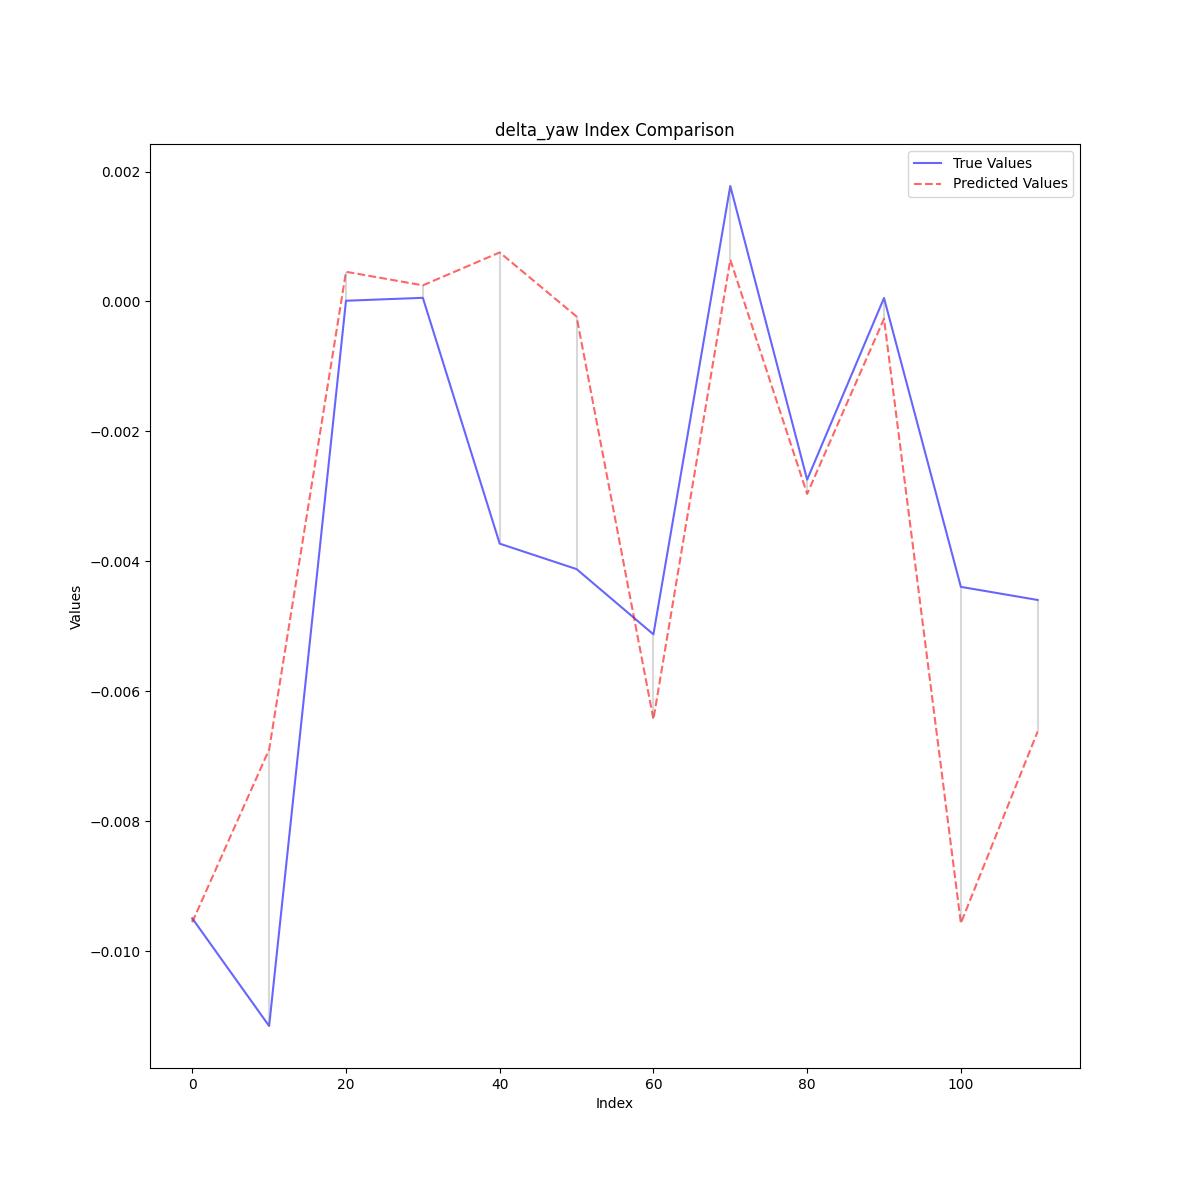 delta_yaw Index Comparison
True Values
Predicted Values
0.002
0.000
−0.002
−0.004
−0.006
−0.008
−0.010
Values
0 20 40 60 80 100
Index